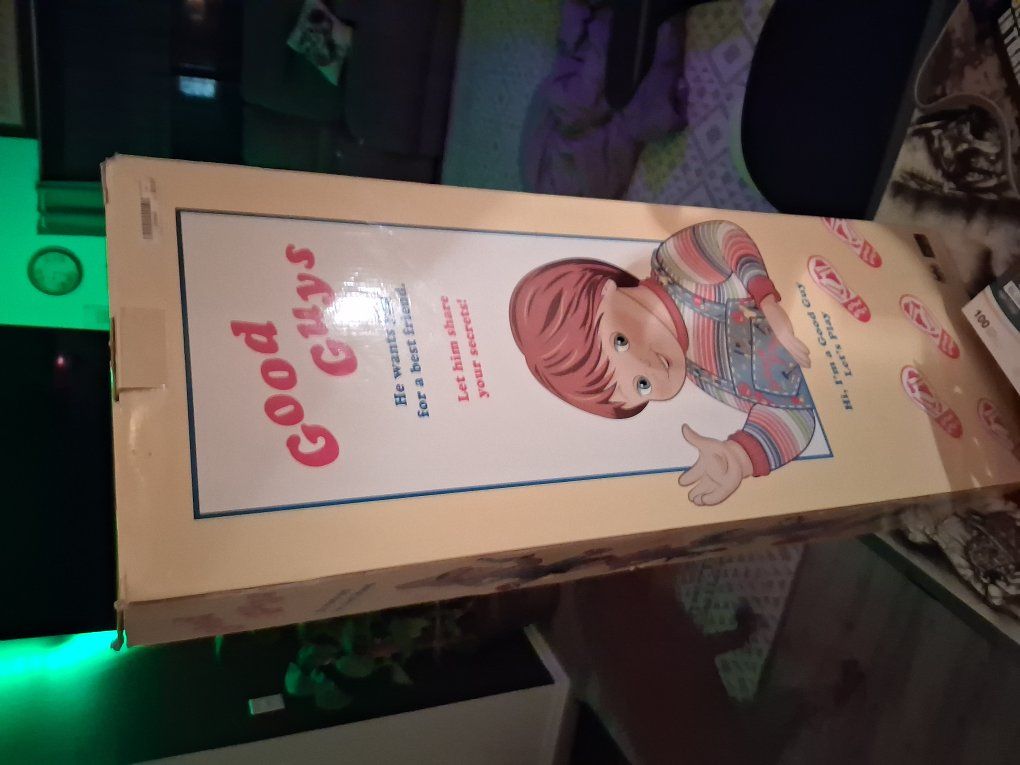 Good
Guys
He wants you
for a best friend.
Let him share
your secrets!
Hi, I'm a Good Guy
Let's Play
100